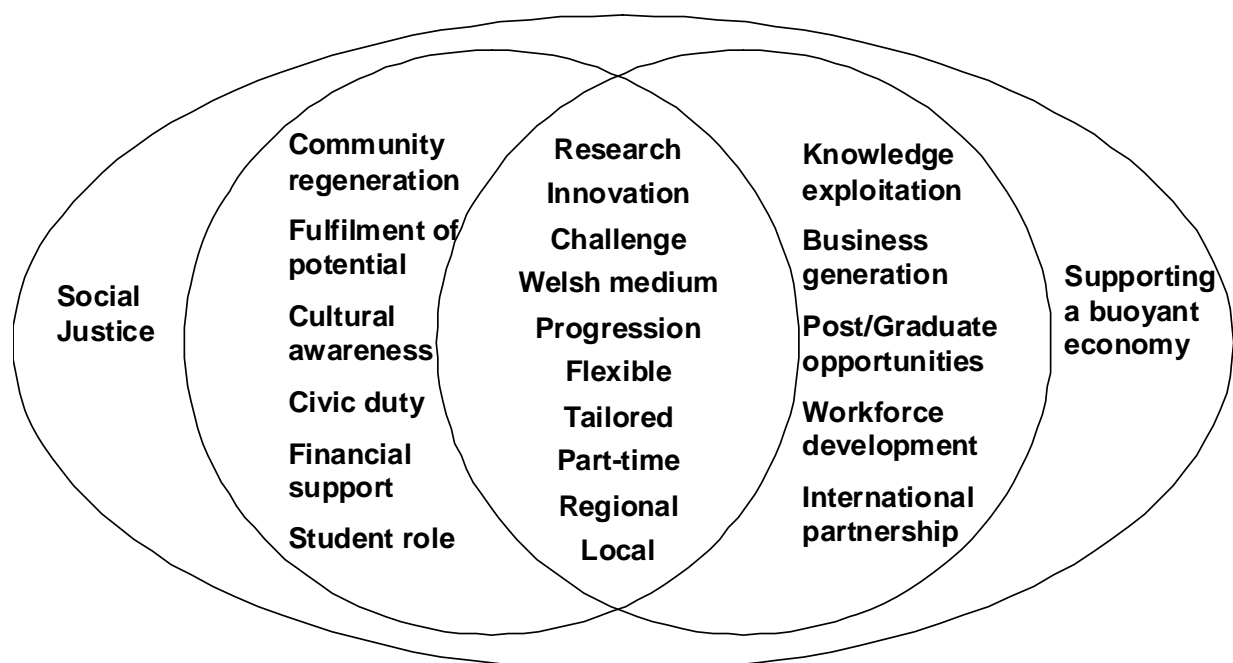 Social
Justice
Community
regeneration
Fulfilment of
potential
Cultural
awareness
Civic duty
Financial
support
Student role
Research
Innovation
Challenge
Welsh medium
Progression
Flexible
Tailored
Part-time
Regional
Local
Knowledge
exploitation
Business
generation
Post/Graduate
opportunities
Workforce
development
International
partnership
Supporting
a buoyant
economy